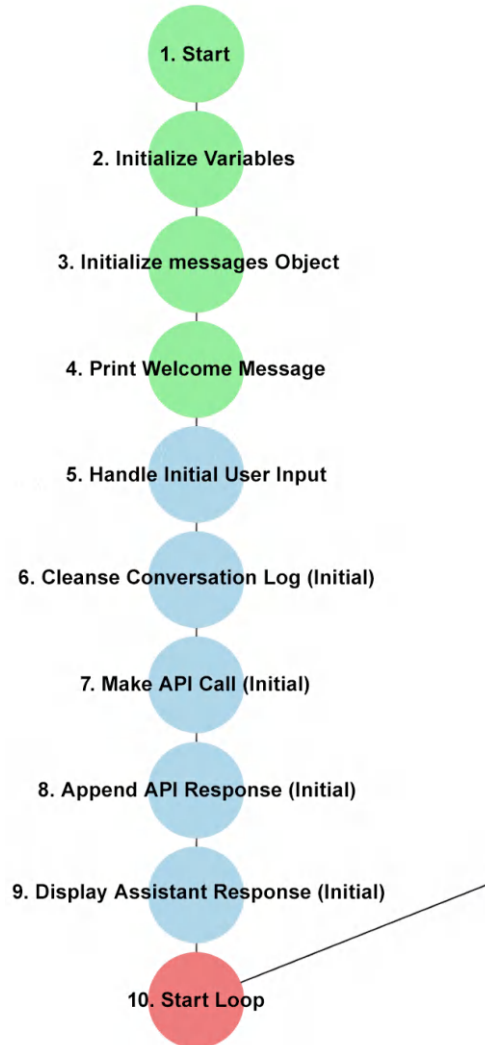 1. Start
2. Initialize Variables
3. Initialize messages Object
4. Print Welcome Message
5. Handle Initial User Input
6. Cleanse Conversation Log (Initial)
7. Make API Call (Initial)
8. Append API Response (Initial)
9. Display Assistant Response (Initial)
10. Start Loop